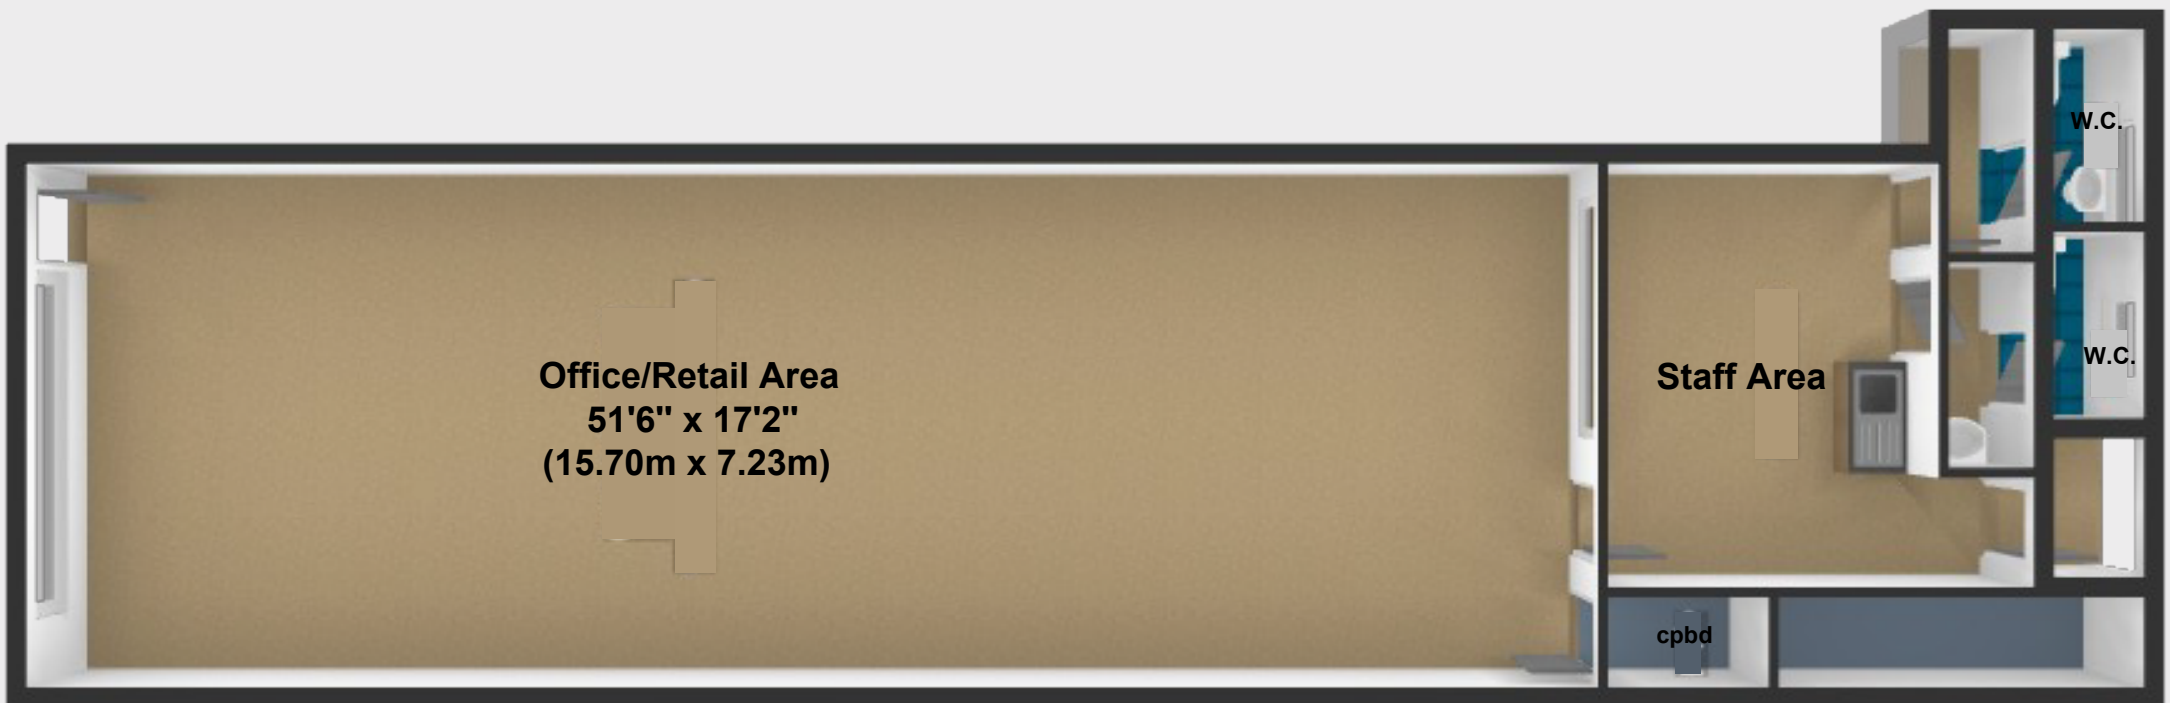 W.C.
Office/Retail Area
51'6" x 17'2"
(15.70m x 7.23m)
Staff Area
W.C.
cpbd